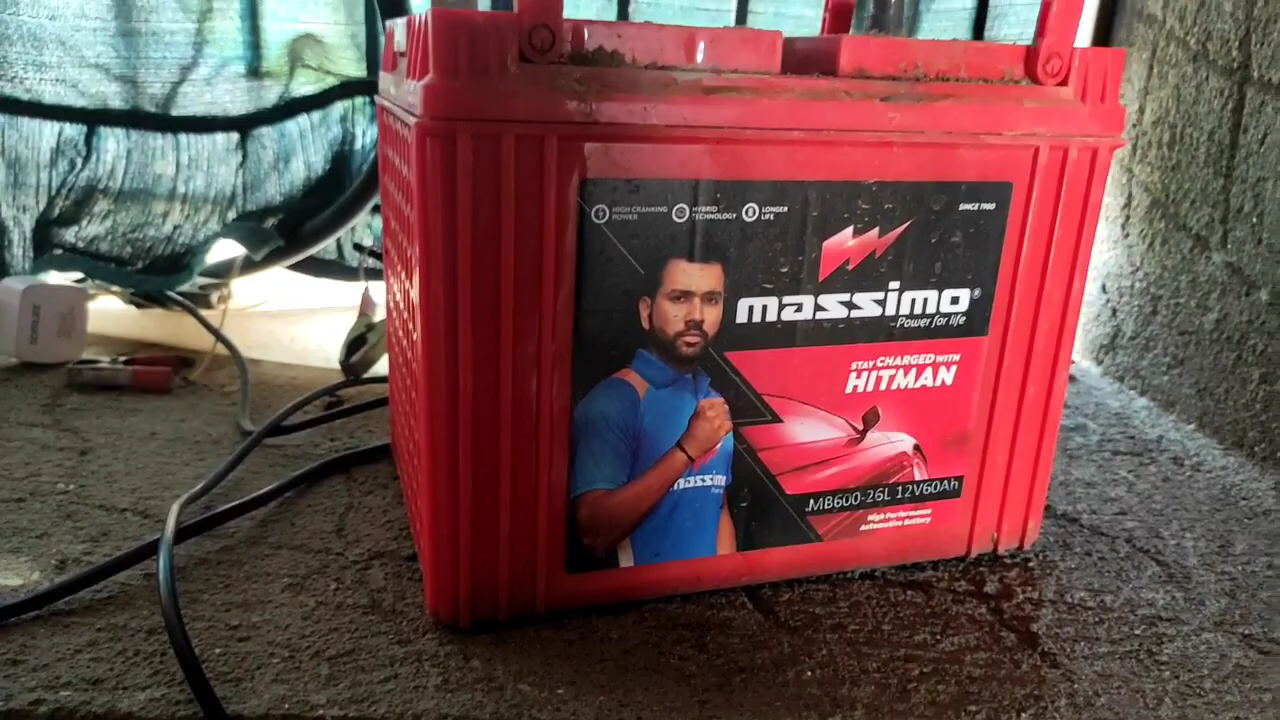 HIGH CRANKING
POWER
HYBRID
TECHNOLOGY
LONGER
LIFE
SINCE 1980
massimo®
Power for life
STAY CHARGED WITH
HITMAN
massimo
MB600-26L 12V60Ah
High Performance
Automotive Battery